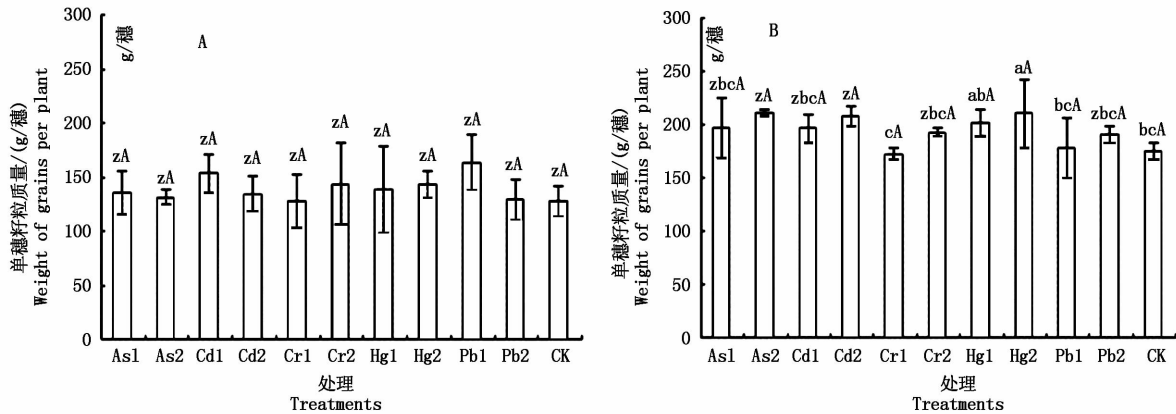 g/穗
A
300
250
200
150
100
50
0
单穗籽粒质量/(g/穗)
Weight of grains per plant
zA zA zA zA zA zA zA zA zA zA zA
As1 As2 Cd1 Cd2 Cr1 Cr2 Hg1 Hg2 Pb1 Pb2 CK
处理
Treatments
g/穗
B
300
250
200
150
100
50
0
单穗籽粒质量/(g/穗)
Weight of grains per plant
zbcA zA zbcA zA cA zbcA abA aA bcA zbcA bcA
As1 As2 Cd1 Cd2 Cr1 Cr2 Hg1 Hg2 Pb1 Pb2 CK
处理
Treatments